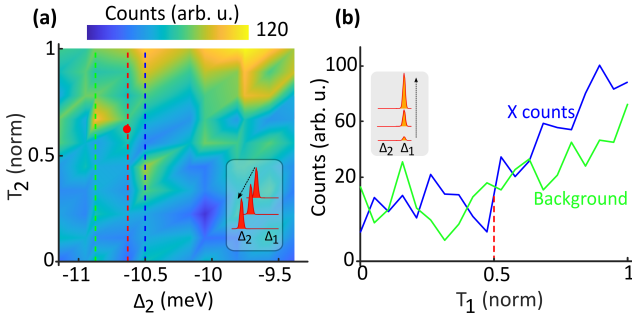 (a) Counts (arb. u.) 120
1
0.5
0
T2 (norm)
-11 -10.5 -10 -9.5
Δ2 (meV)
Δ2 Δ1
(b)
100
60
20
0
Counts (arb. u.)
Δ2 Δ1
X counts
Background
0 0.5 1
T1 (norm)